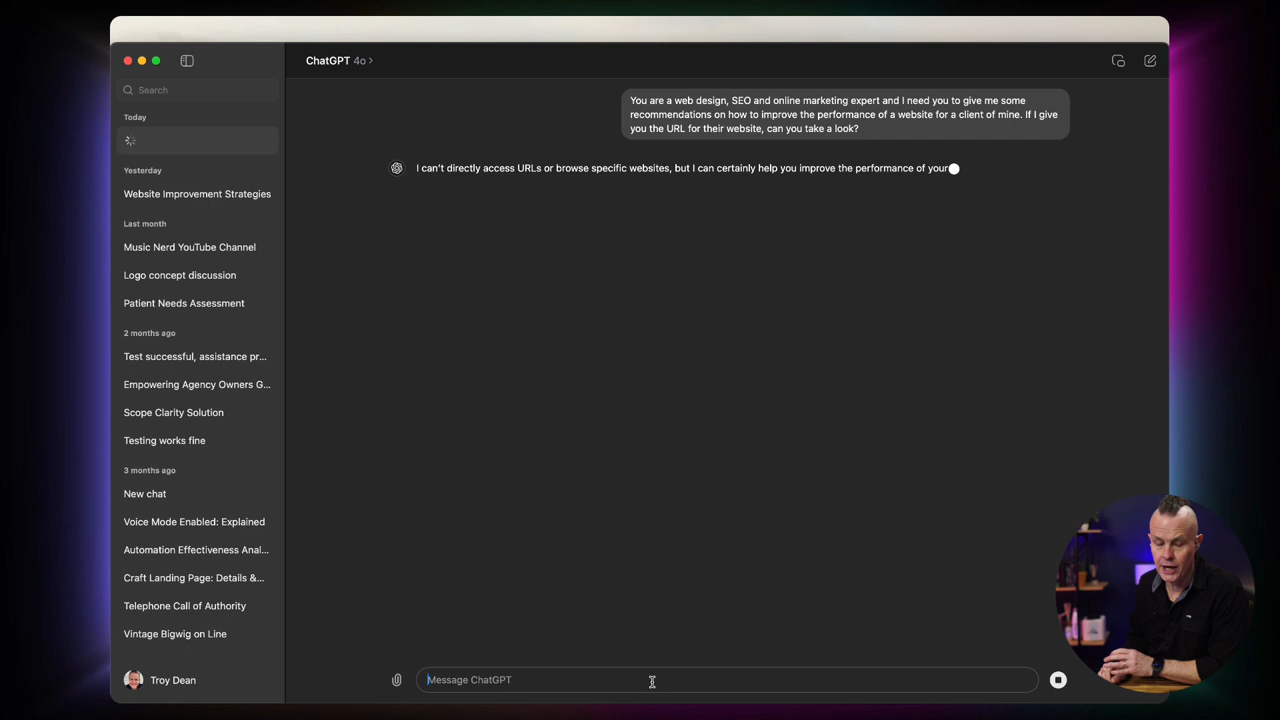 ChatGPT 4o >
Search
Today
Yesterday
Website Improvement Strategies
Last month
Music Nerd YouTube Channel
Logo concept discussion
Patient Needs Assessment
2 months ago
Test successful, assistance pr...
Empowering Agency Owners G...
Scope Clarity Solution
Testing works fine
3 months ago
New chat
Voice Mode Enabled: Explained
Automation Effectiveness Anal...
Craft Landing Page: Details &...
Telephone Call of Authority
Vintage Bigwig on Line
Troy Dean
You are a web design, SEO and online marketing expert and I need you to give me some
recommendations on how to improve the performance of a website for a client of mine. If I give
you the URL for their website, can you take a look?
I can't directly access URLs or browse specific websites, but I can certainly help you improve the performance of your
Message ChatGPT